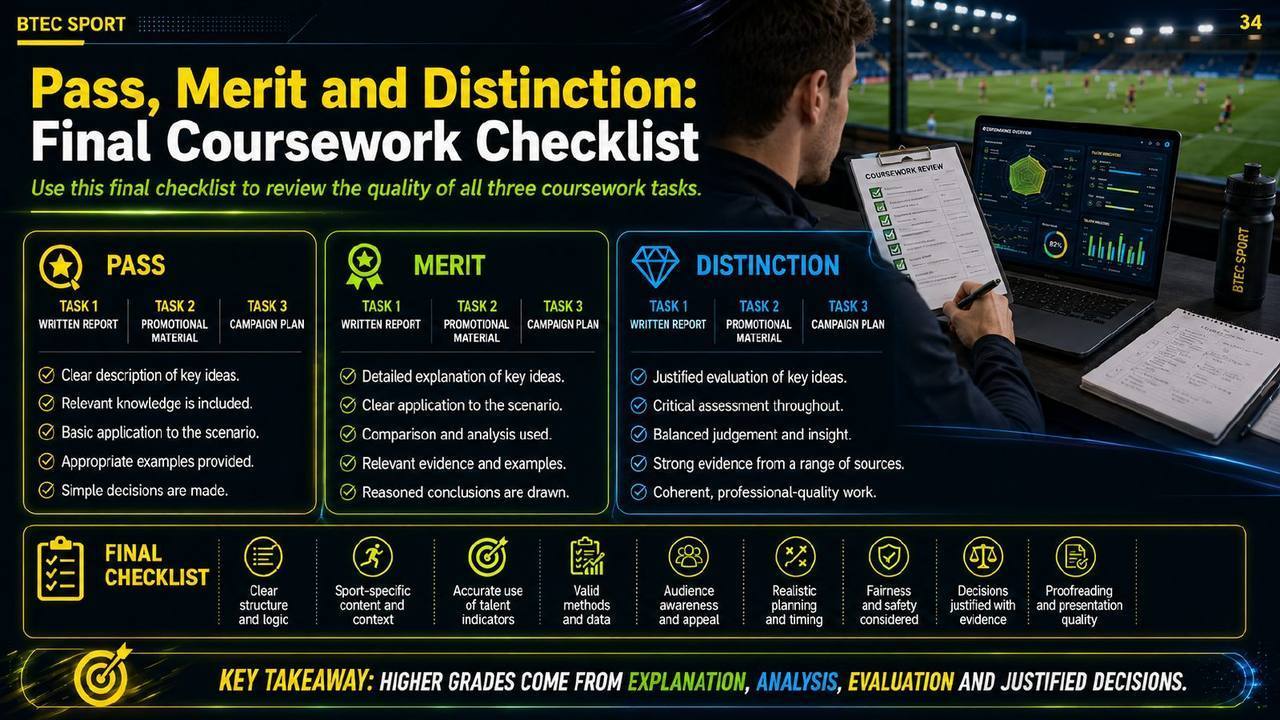 BTEC SPORT
34
Pass, Merit and Distinction:
Final Coursework Checklist
Use this final checklist to review the quality of all three coursework tasks.
COURSEWORK REVIEW
82%
BTEC SPORT
PASS
TASK 1
WRITTEN REPORT
TASK 2
PROMOTIONAL
MATERIAL
TASK 3
CAMPAIGN PLAN
Clear description of key ideas.
Relevant knowledge is included.
Basic application to the scenario.
Appropriate examples provided.
Simple decisions are made.
MERIT
TASK 1
WRITTEN REPORT
TASK 2
PROMOTIONAL
MATERIAL
TASK 3
CAMPAIGN PLAN
Detailed explanation of key ideas.
Clear application to the scenario.
Comparison and analysis used.
Relevant evidence and examples.
Reasoned conclusions are drawn.
DISTINCTION
TASK 1
WRITTEN REPORT
TASK 2
PROMOTIONAL
MATERIAL
TASK 3
CAMPAIGN PLAN
Justified evaluation of key ideas.
Critical assessment throughout.
Balanced judgement and insight.
Strong evidence from a range of sources.
Coherent, professional-quality work.
FINAL
CHECKLIST
Clear
structure
and logic
Sport-specific
content and
context
Accurate use
of talent
indicators
Valid
methods
and data
Audience
awareness
and appeal
Realistic
planning
and timing
Fairness
and safety
considered
Decisions
justified with
evidence
Proofreading
and presentation
quality
KEY TAKEAWAY: HIGHER GRADES COME FROM EXPLANATION, ANALYSIS, EVALUATION AND JUSTIFIED DECISIONS.